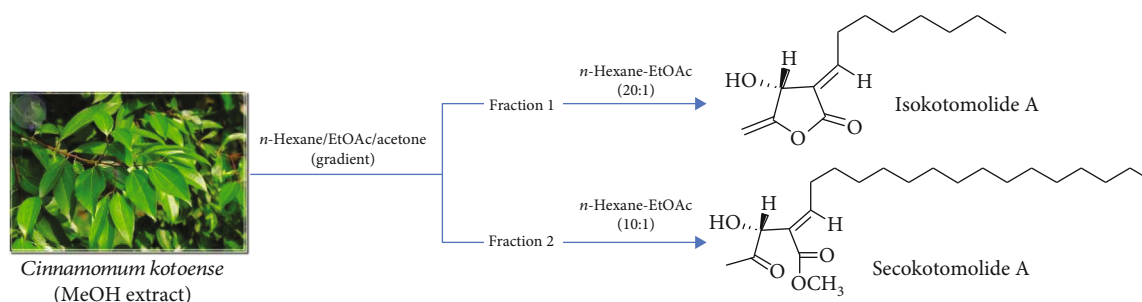 Cinnamomum kotoense
(MeOH extract)
n-Hexane/EtOAc/acetone
(gradient)
Fraction 1
n-Hexane-EtOAc
(20:1)
HO
H
H
O
O
Isokotomolide A
Fraction 2
n-Hexane-EtOAc
(10:1)
HO
H
H
O
O
OCH3
Secokotomolide A